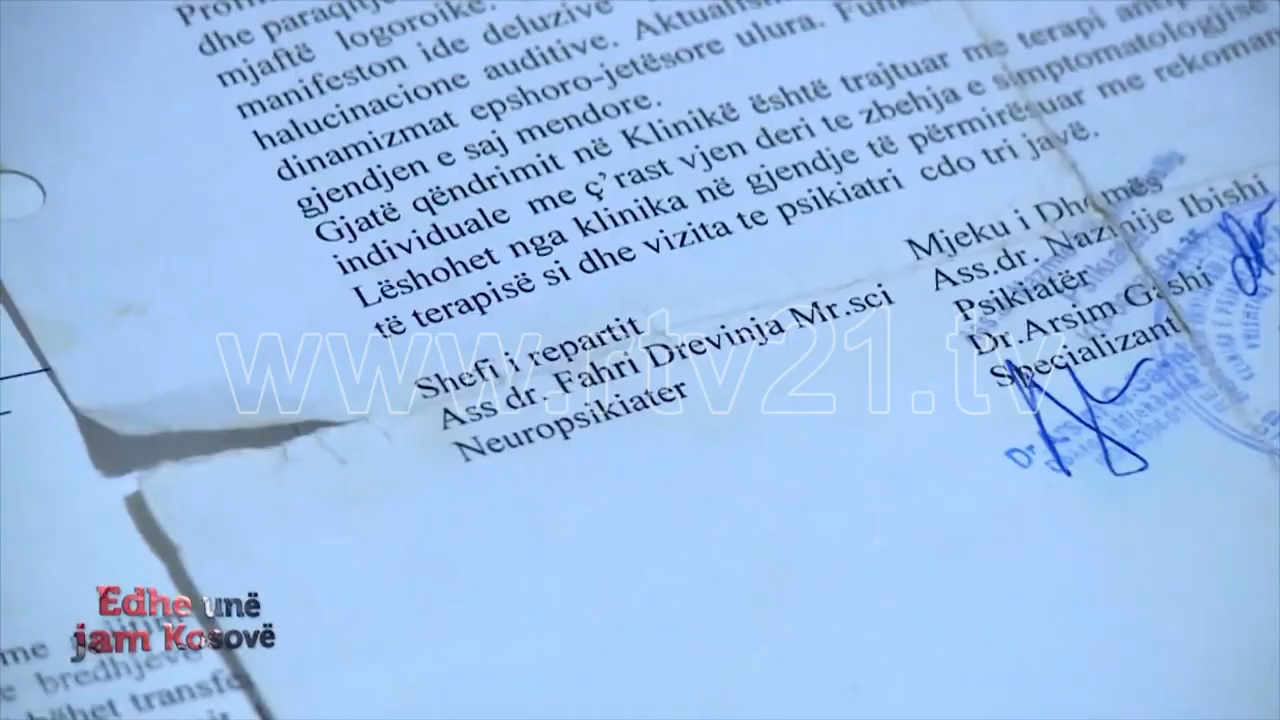 dhe paraqitje
mjaftë logoroike.
manifeston ide deluzive
halucinacione auditive. Aktualisht
dinamizmat epshoro-jetësore ulura.
gjendjen e saj mendore.
Gjatë qëndrimit në Klinikë është trajtuar me terapi
individuale me ç’rast vjen deri te zbehja e simptomatologjisë
Lëshohet nga klinika në gjendje të përmirësuar me
të terapisë si dhe vizita te psikiatri cdo tri javë.
Mjeku i Dhomës
Ass.dr. Nazmije Ibishi
Psikiatër
Dr.Arsim Gashi
Specializant
Shefi i repartit
Ass dr. Fahri Drevinja Mr.sci
Neuropsikiater
www.rtv21.tv
Edhe unë
jam Kosovë
me
e bredhjeve
bëhet